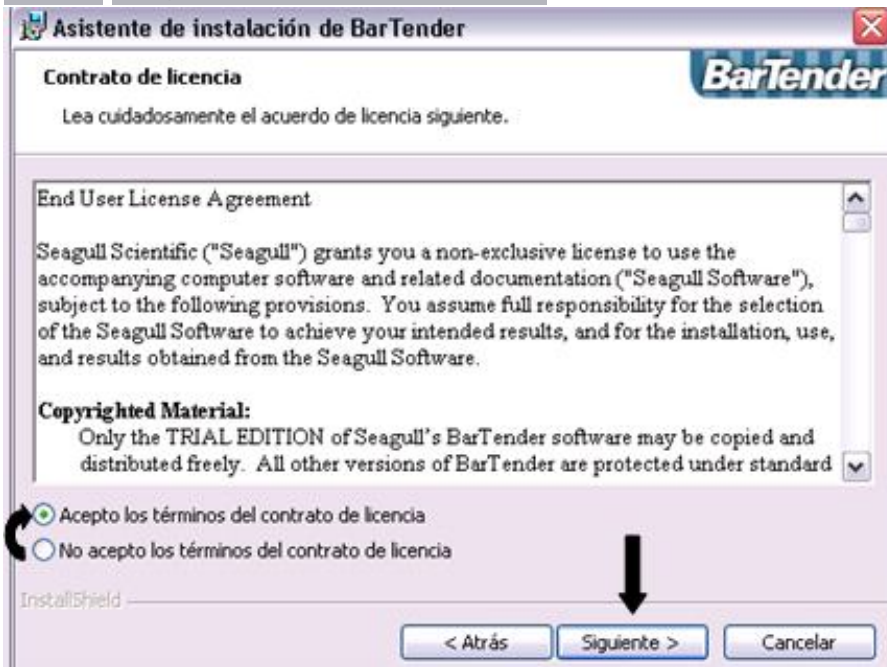 Asistente de instalación de BarTender
Contrato de licencia
BarTender
Lea cuidadosamente el acuerdo de licencia siguiente.
End User License Agreement
Seagull Scientific ("Seagull") grants you a non-exclusive license to use the
accompanying computer software and related documentation ("Seagull Software"),
subject to the following provisions. You assume full responsibility for the selection
of the Seagull Software to achieve your intended results, and for the installation, use,
and results obtained from the Seagull Software.
Copyrighted Material:
Only the TRIAL EDITION of Seagull's BarTender software may be copied and
distributed freely. All other versions of BarTender are protected under standard
Acepto los términos del contrato de licencia
No acepto los términos del contrato de licencia
InstallShield
< Atrás
Siguiente >
Cancelar